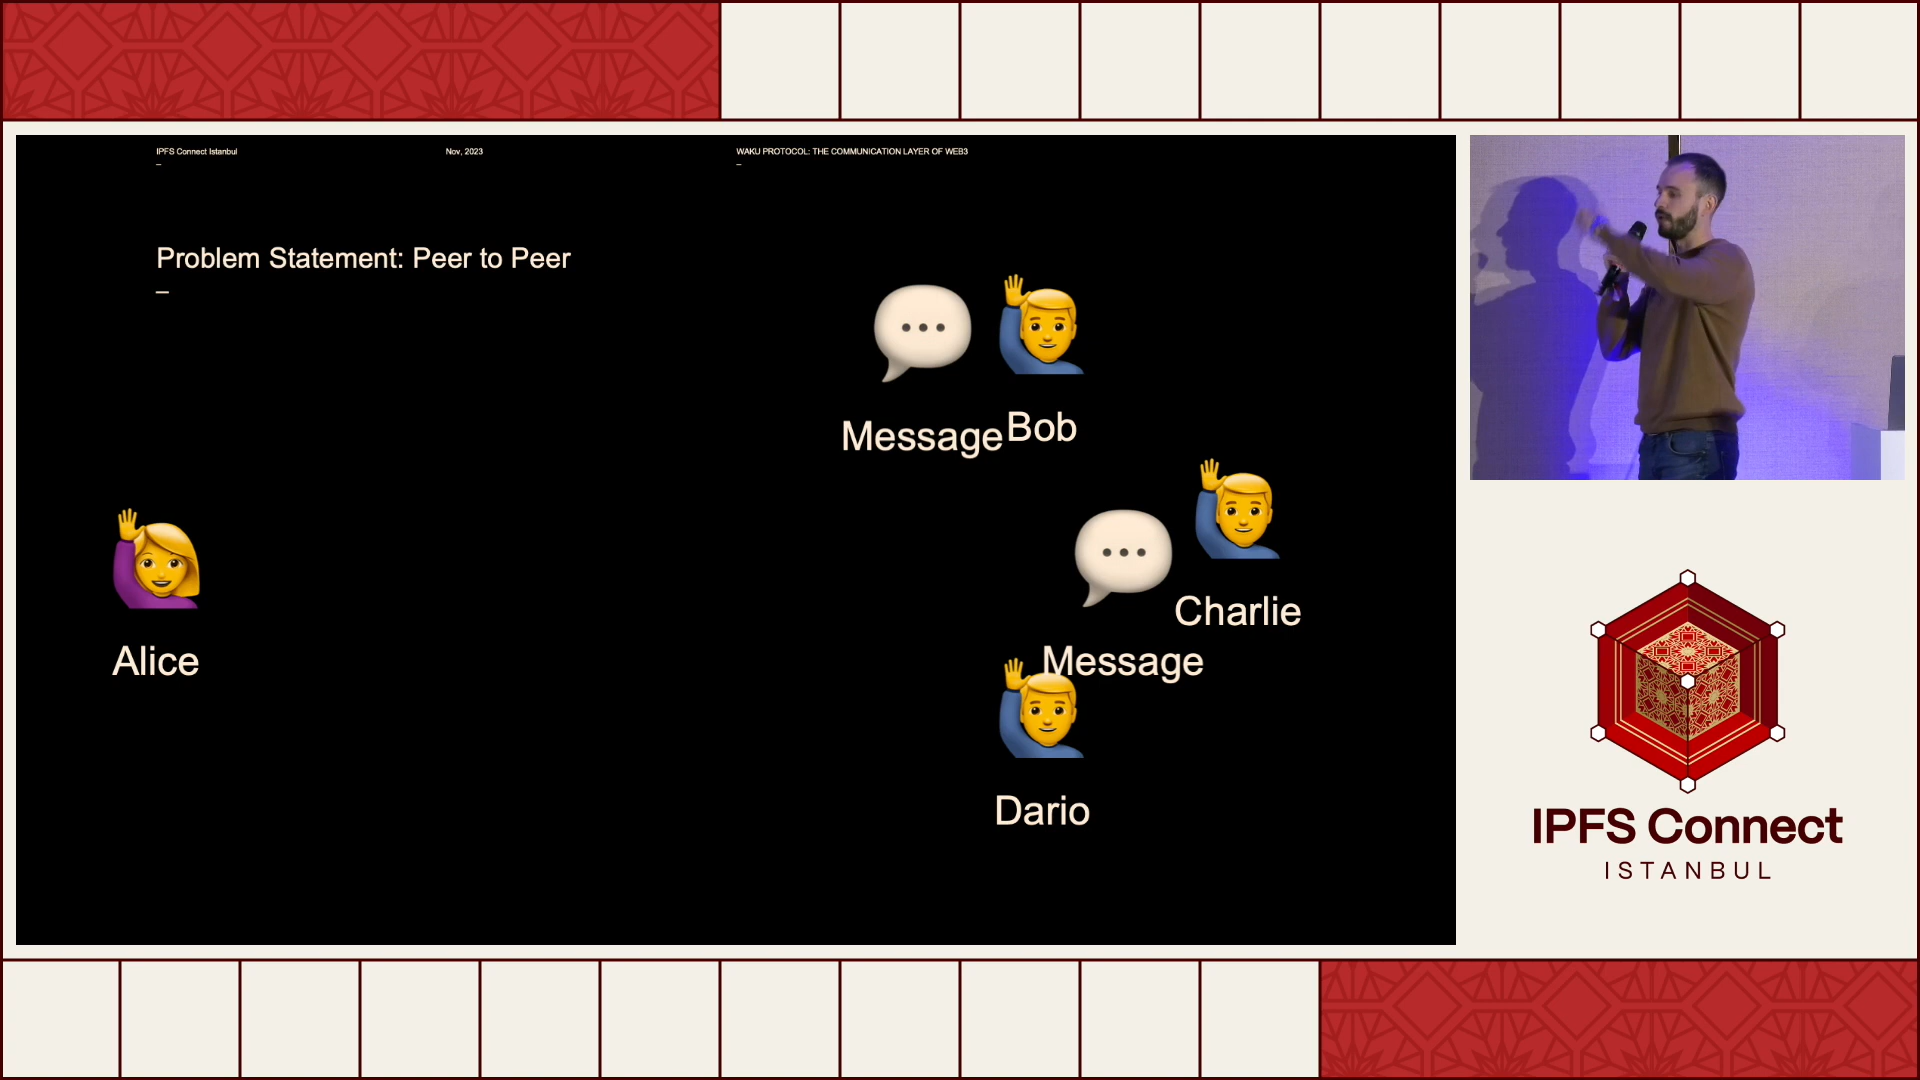 IPFS Connect Istanbul
Nov, 2023
WAKU PROTOCOL: THE COMMUNICATION LAYER OF WEB3
Problem Statement: Peer to Peer
Message
Bob
Charlie
Alice
Message
Dario
IPFS Connect
ISTANBUL